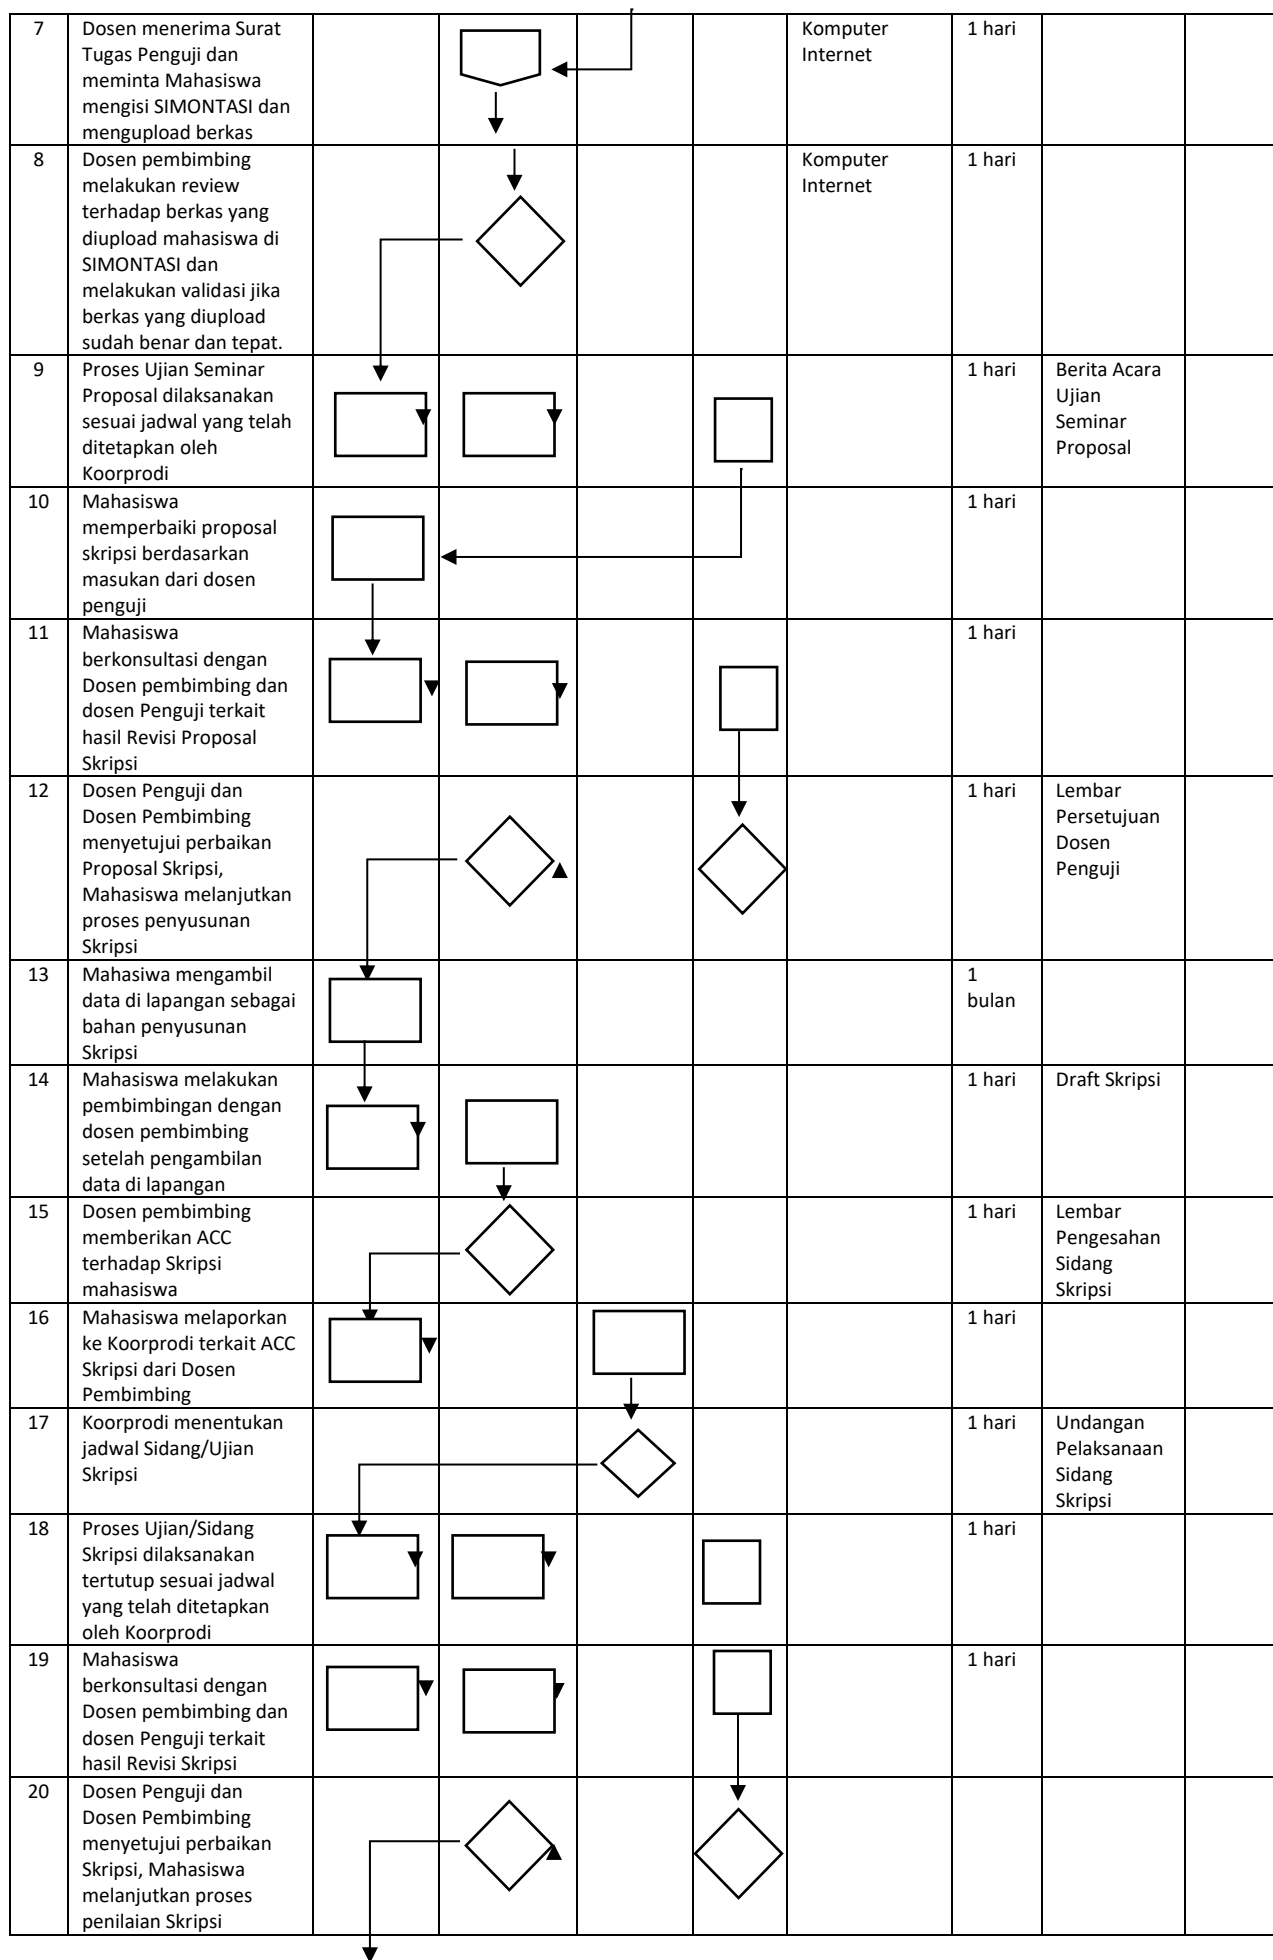 7
Dosen menerima Surat
Tugas Penguji dan
meminta Mahasiswa
mengisi SIMONTASI dan
mengupload berkas
Komputer
Internet
1 hari
8
Dosen pembimbing
melakukan review
terhadap berkas yang
diupload mahasiswa di
SIMONTASI dan
melakukan validasi jika
berkas yang diupload
sudah benar dan tepat.
Komputer
Internet
1 hari
9
Proses Ujian Seminar
Proposal dilaksanakan
sesuai jadwal yang telah
ditetapkan oleh
Koorprodi
1 hari
Berita Acara
Ujian
Seminar
Proposal
10
Mahasiswa
memperbaiki proposal
skripsi berdasarkan
masukan dari dosen
penguji
1 hari
11
Mahasiswa
berkonsultasi dengan
Dosen pembimbing dan
dosen Penguji terkait
hasil Revisi Proposal
Skripsi
1 hari
12
Dosen Penguji dan
Dosen Pembimbing
menyetujui perbaikan
Proposal Skripsi,
Mahasiswa melanjutkan
proses penyusunan
Skripsi
1 hari
Lembar
Persetujuan
Dosen
Penguji
13
Mahasiwa mengambil
data di lapangan sebagai
bahan penyusunan
Skripsi
1
bulan
14
Mahasiswa melakukan
pembimbingan dengan
dosen pembimbing
setelah pengambilan
data di lapangan
1 hari
Draft Skripsi
15
Dosen pembimbing
memberikan ACC
terhadap Skripsi
mahasiswa
1 hari
Lembar
Pengesahan
Sidang
Skripsi
16
Mahasiswa melaporkan
ke Koorprodi terkait ACC
Skripsi dari Dosen
Pembimbing
1 hari
17
Koorprodi menentukan
jadwal Sidang/Ujian
Skripsi
1 hari
Undangan
Pelaksanaan
Sidang
Skripsi
18
Proses Ujian/Sidang
Skripsi dilaksanakan
tertutup sesuai jadwal
yang telah ditetapkan
oleh Koorprodi
1 hari
19
Mahasiswa
berkonsultasi dengan
Dosen pembimbing dan
dosen Penguji terkait
hasil Revisi Skripsi
1 hari
20
Dosen Penguji dan
Dosen Pembimbing
menyetujui perbaikan
Skripsi, Mahasiswa
melanjutkan proses
penilaian Skripsi